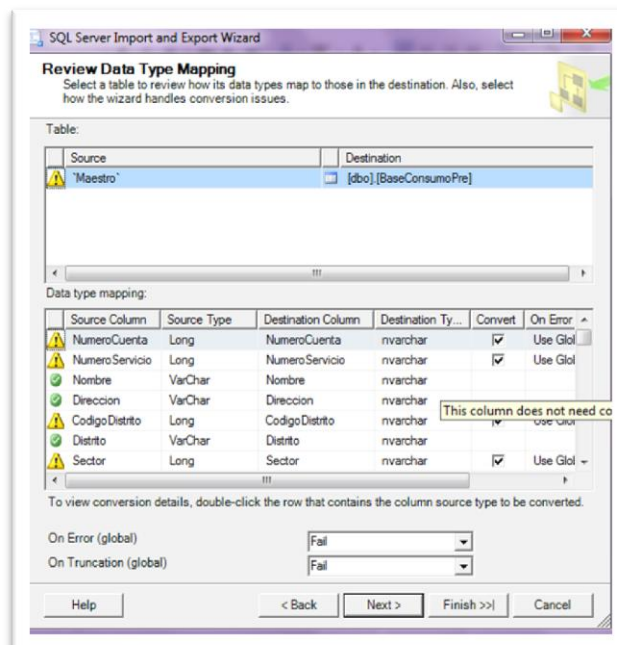 SQL Server Import and Export Wizard
Review Data Type Mapping
Select a table to review how its data types map to those in the destination. Also, select
how the wizard handles conversion issues.
Table:
Source Destination
`Maestro` [dbo].[BaseConsumoPre]
Data type mapping:
Source Column Source Type Destination Column Destination Ty... Convert On Error
NumeroCuenta Long NumeroCuenta nvarchar Use Glol
NumeroServicio Long NumeroServicio nvarchar Use Glol
Nombre VarChar Nombre nvarchar
Direccion VarChar Direccion nvarchar
This column does not need co
CodigoDistrito Long CodigoDistrito nvarchar Use Glol
Distrito VarChar Distrito nvarchar
Sector Long Sector nvarchar Use Glol
To view conversion details, double-click the row that contains the column source type to be converted.
On Error (global) Fail
On Truncation (global) Fail
Help < Back Next > Finish >>| Cancel